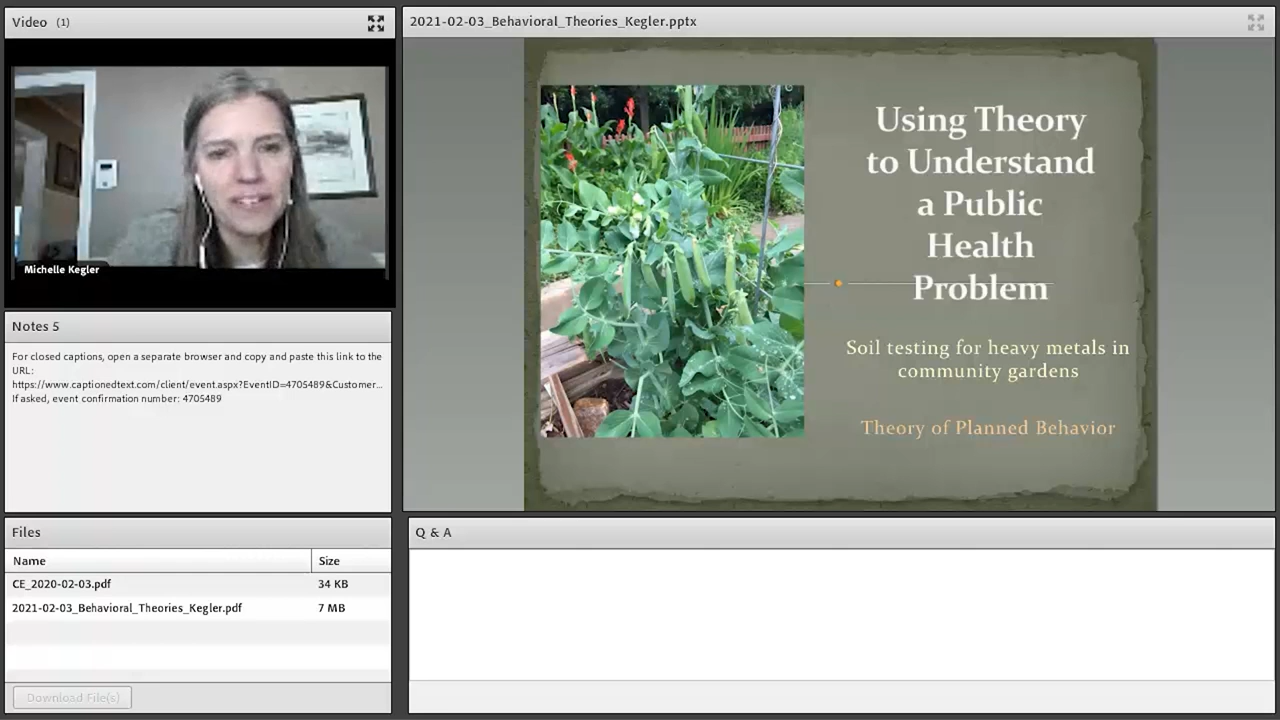 Video (1)
Michelle Kegler
Notes 5
For closed captions, open a separate browser and copy and paste this link to the
URL:
https://www.captionedtext.com/client/event.aspx?EventID=4705489&Customer...
If asked, event confirmation number: 4705489
Files
Name Size
CE_2020-02-03.pdf 34 KB
2021-02-03_Behavioral_Theories_Kegler.pdf 7 MB
Download File(s)
2021-02-03_Behavioral_Theories_Kegler.pptx
Using Theory
to Understand
a Public
Health
Problem
Soil testing for heavy metals in
community gardens
Theory of Planned Behavior
Q & A